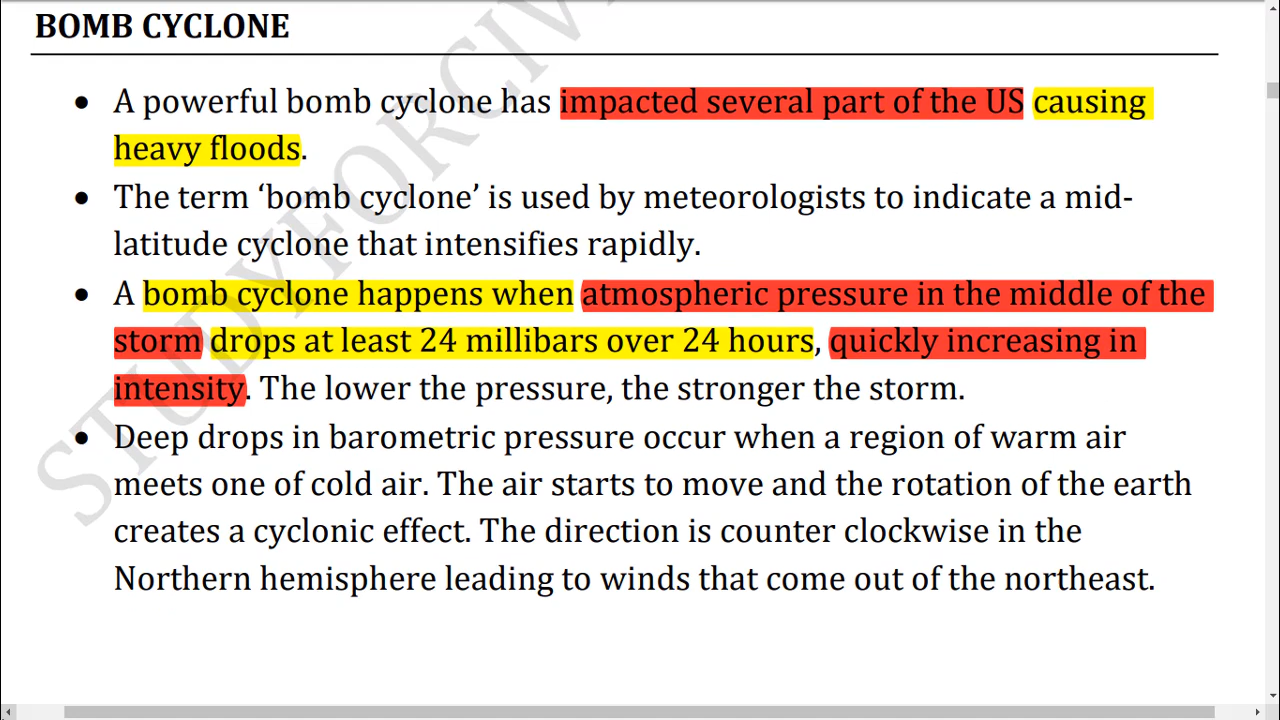 BOMB CYCLONE
• A powerful bomb cyclone has impacted several part of the US causing
heavy floods.
• The term ‘bomb cyclone’ is used by meteorologists to indicate a mid-
latitude cyclone that intensifies rapidly.
• A bomb cyclone happens when atmospheric pressure in the middle of the
storm drops at least 24 millibars over 24 hours, quickly increasing in
intensity. The lower the pressure, the stronger the storm.
• Deep drops in barometric pressure occur when a region of warm air
meets one of cold air. The air starts to move and the rotation of the earth
creates a cyclonic effect. The direction is counter clockwise in the
Northern hemisphere leading to winds that come out of the northeast.
STUDYFORCIV